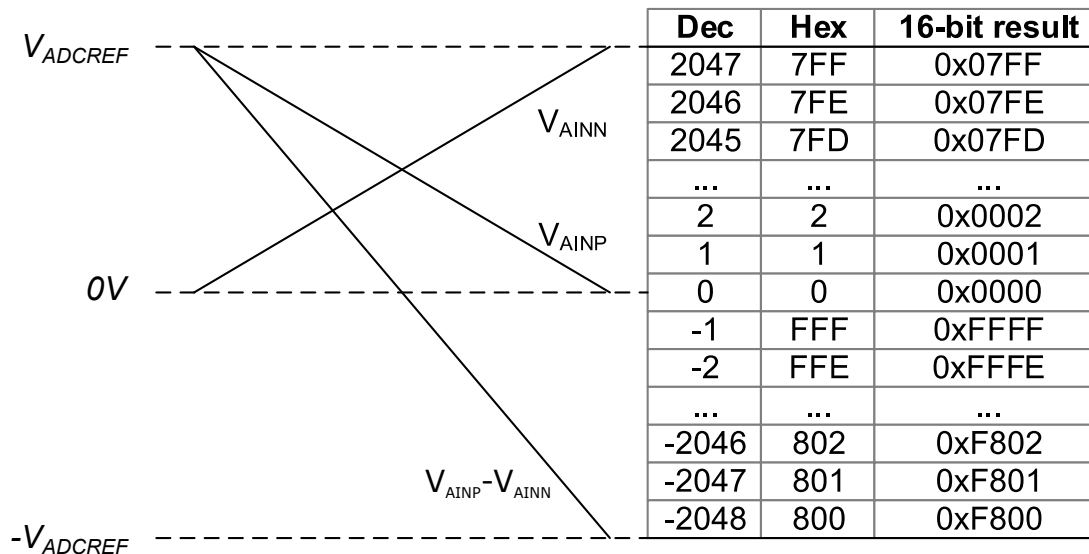 Dec Hex 16-bit result
V_ADCREF
2047 7FF 0x07FF
2046 7FE 0x07FE
V_AINN
2045 7FD 0x07FD
... ... ...
2 2 0x0002
V_AINP
1 1 0x0001
0V
0 0 0x0000
-1 FFF 0xFFFF
-2 FFE 0xFFFE
... ... ...
-2046 802 0xF802
V_AINP-V_AINN
-2047 801 0xF801
-2048 800 0xF800
-V_ADCREF